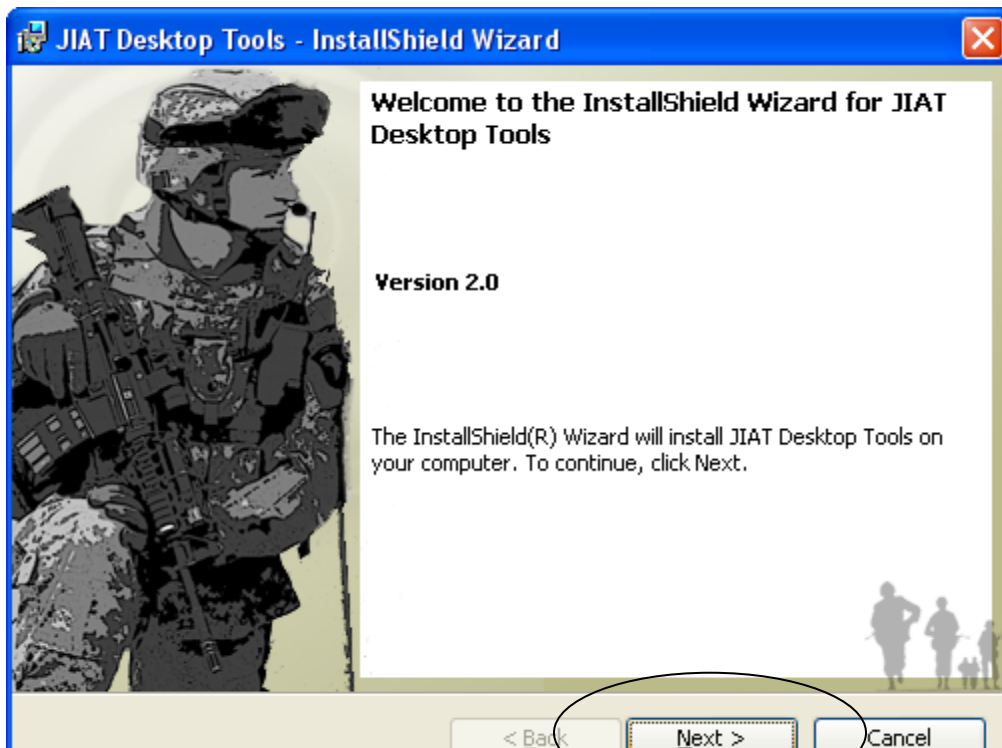 JIAT Desktop Tools - InstallShield Wizard
Welcome to the InstallShield Wizard for JIAT
Desktop Tools
Version 2.0
The InstallShield(R) Wizard will install JIAT Desktop Tools on
your computer. To continue, click Next.
< Back
Next >
Cancel